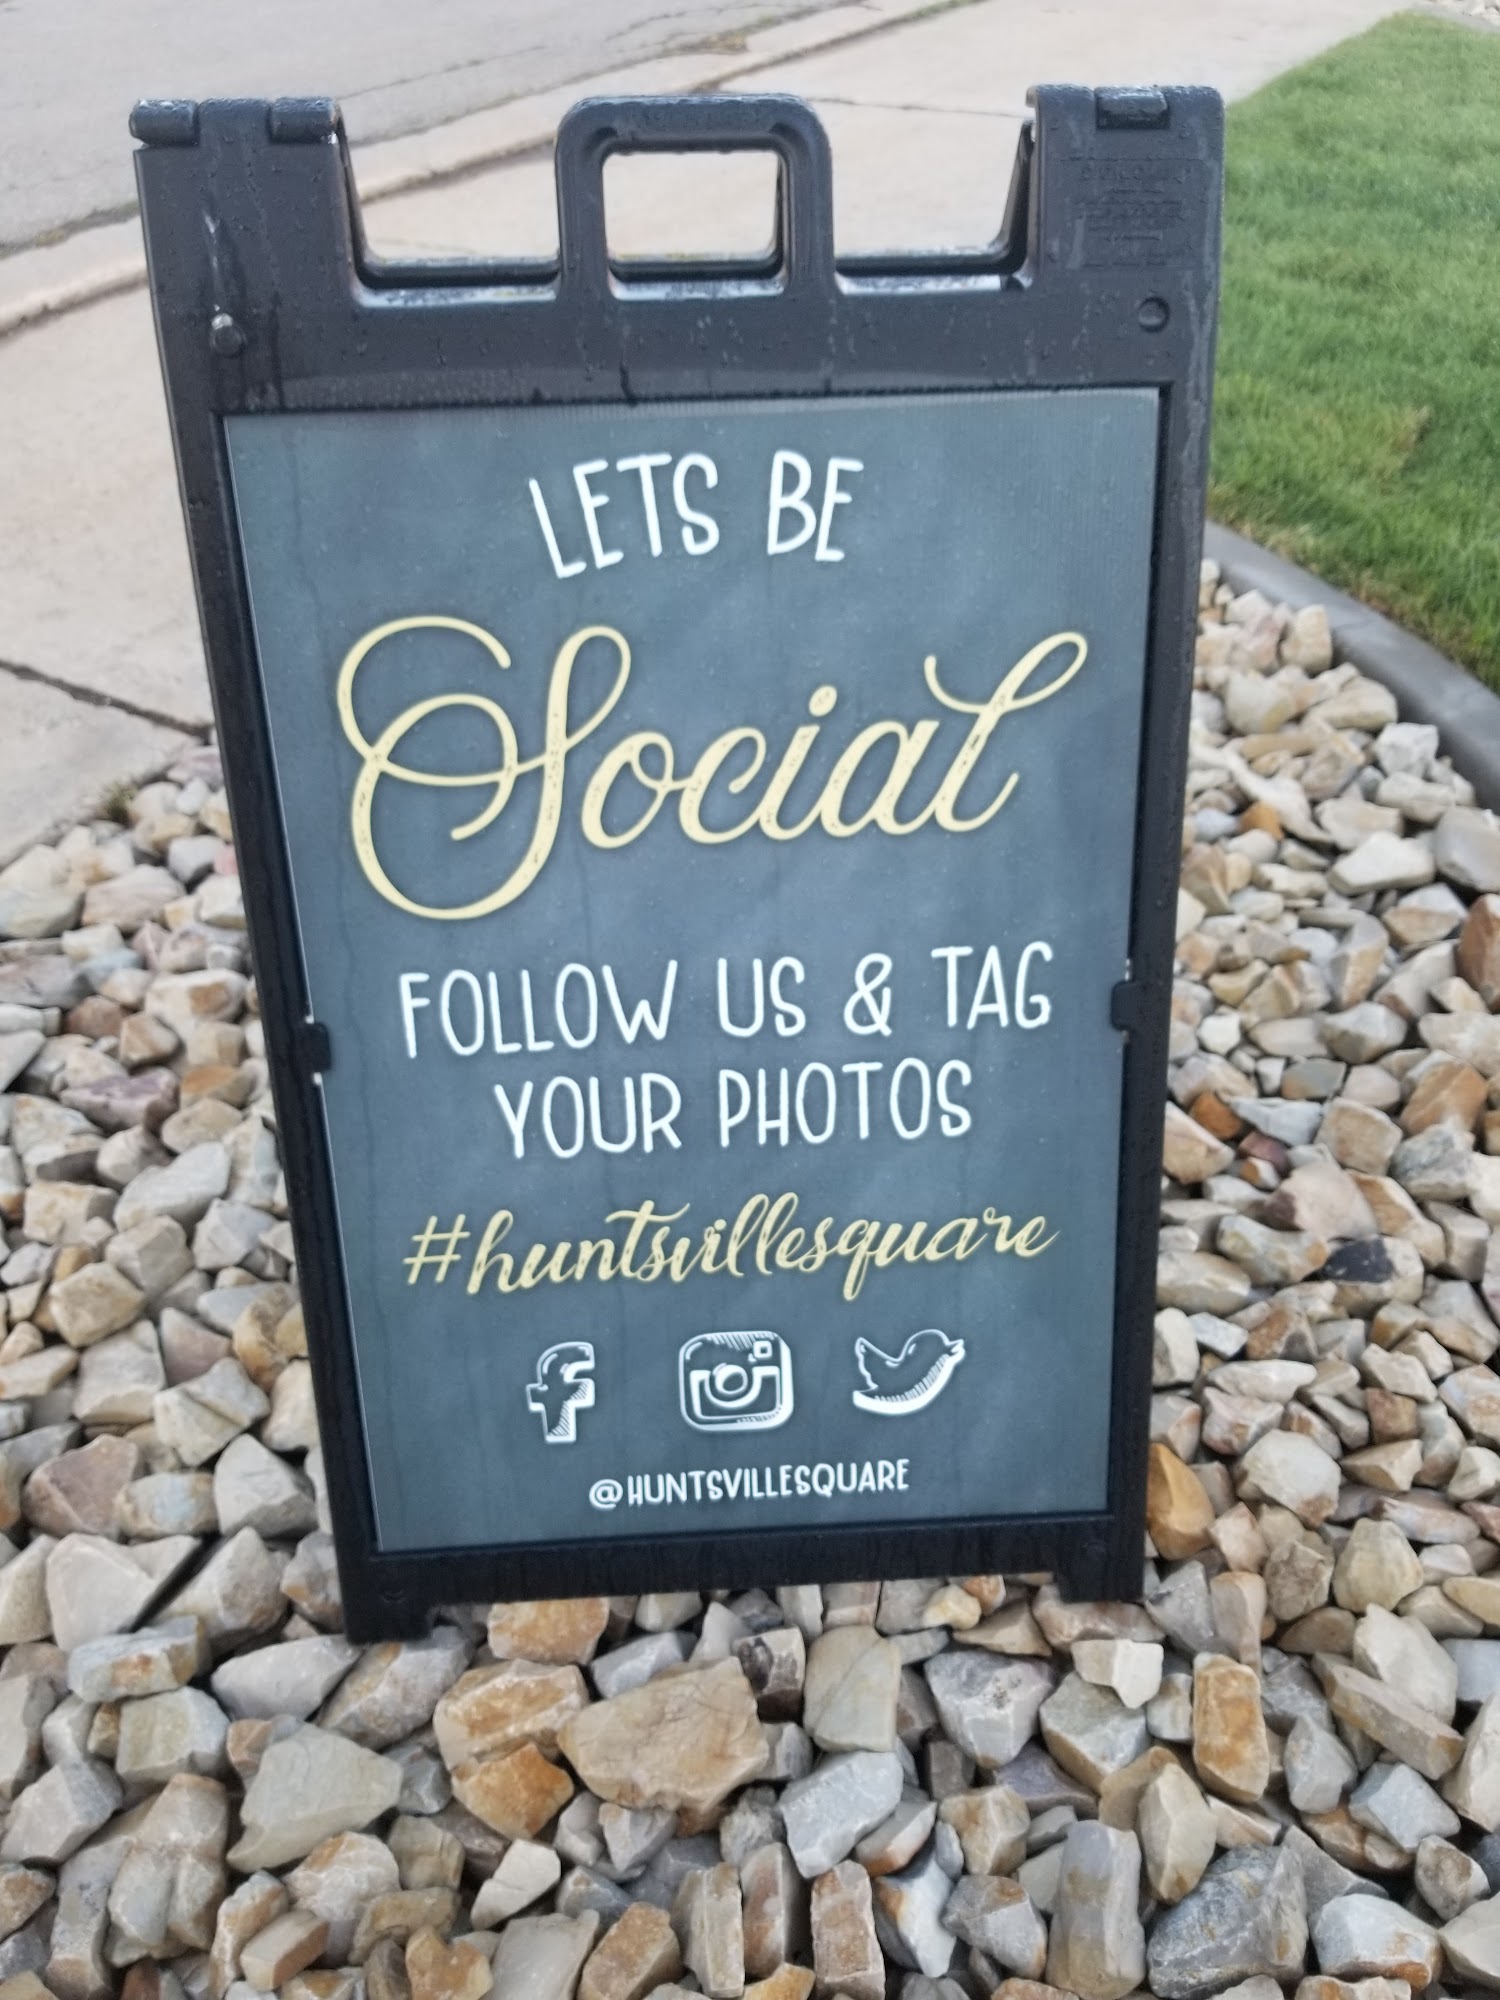 LETS BE
Social
FOLLOW US & TAG
YOUR PHOTOS
#huntsvillesquare
@HUNTSVILLESQUARE